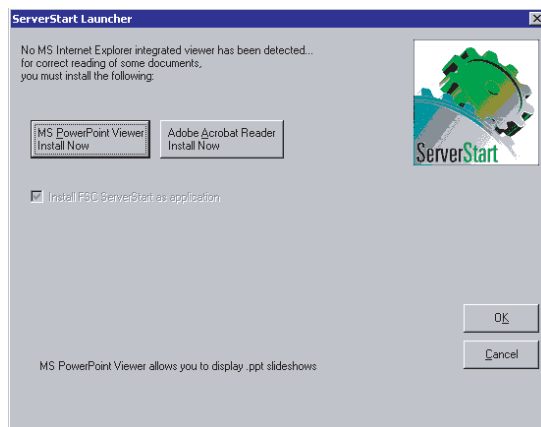 ServerStart Launcher
No MS Internet Explorer integrated viewer has been detected...
for correct reading of some documents,
you must install the following:
MS PowerPoint Viewer
Install Now
Adobe Acrobat Reader
Install Now
ServerStart
Install FSC ServerStart as application
OK
Cancel
MS PowerPoint Viewer allows you to display .ppt slideshows